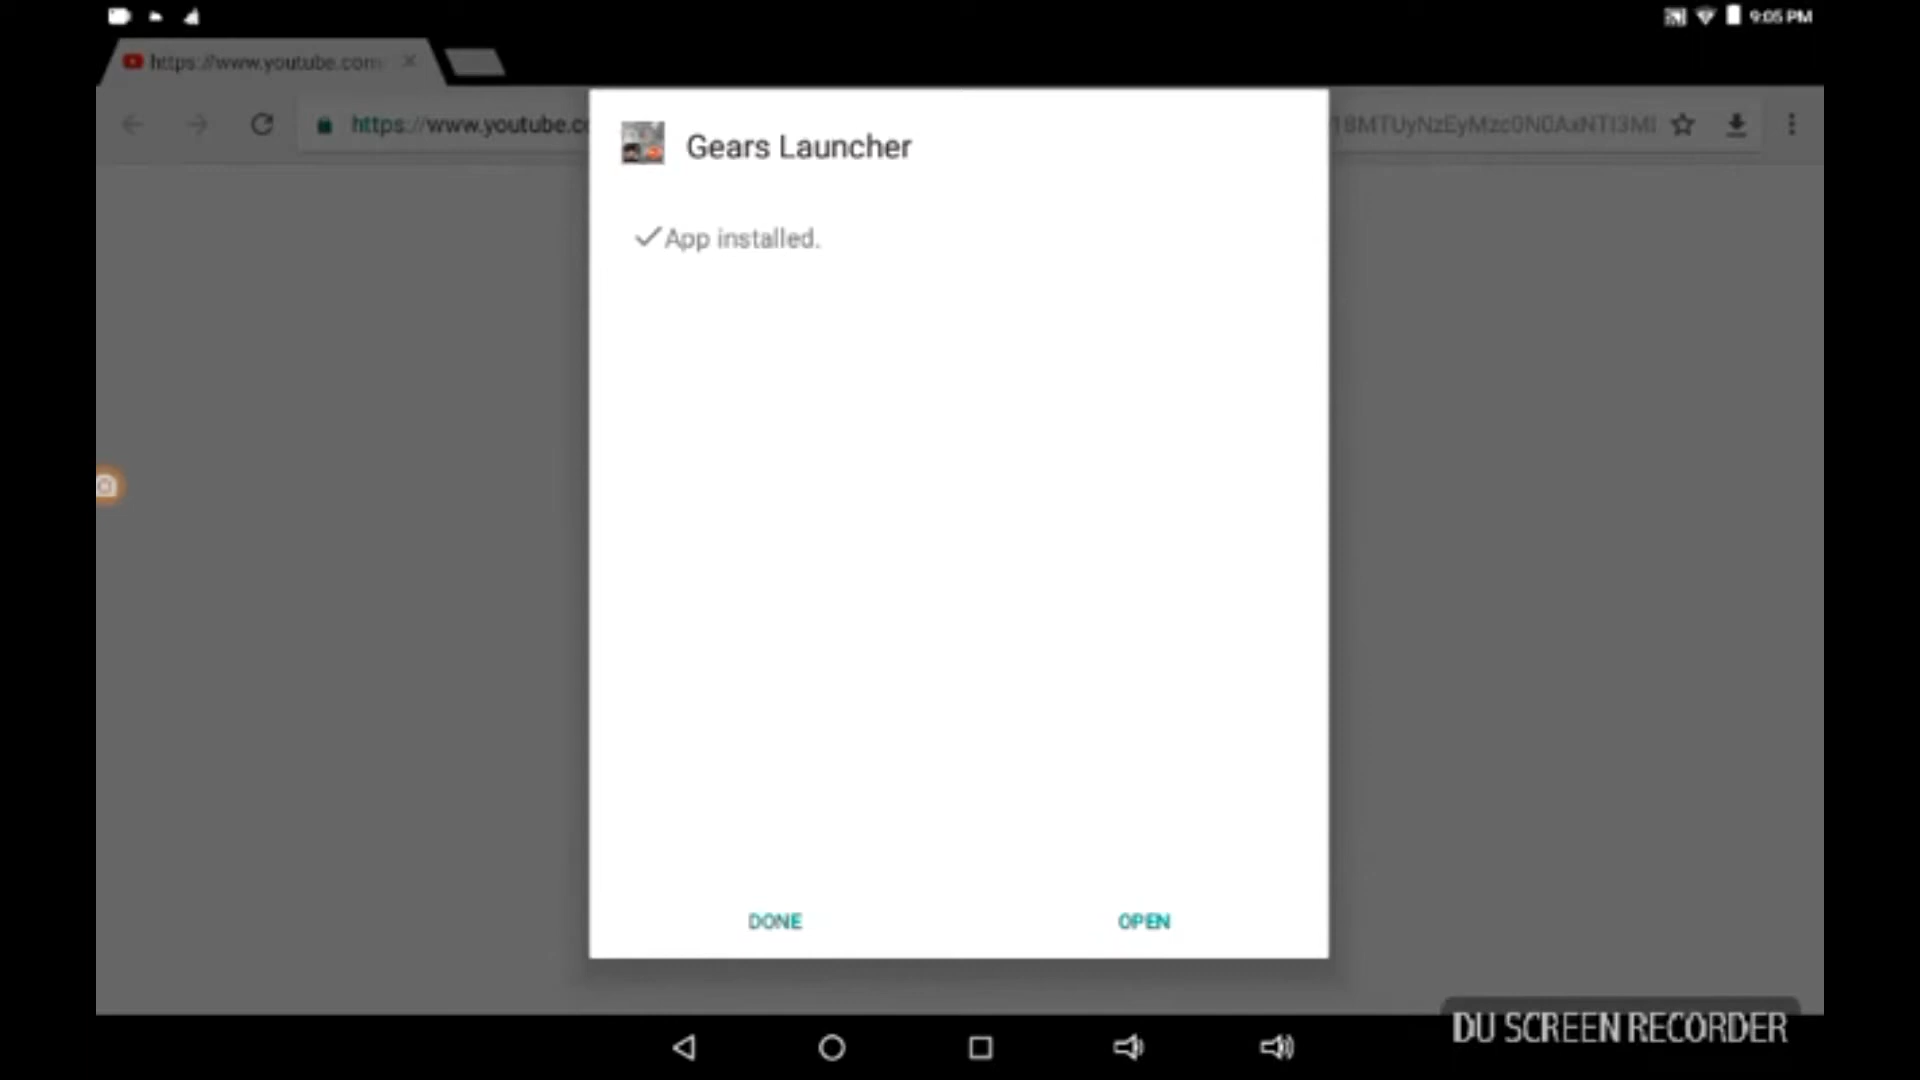 9:05 PM
https://www.youtube.com
https://www.youtube.c
Gears Launcher
App installed.
DONE
OPEN
DU SCREEN RECORDER